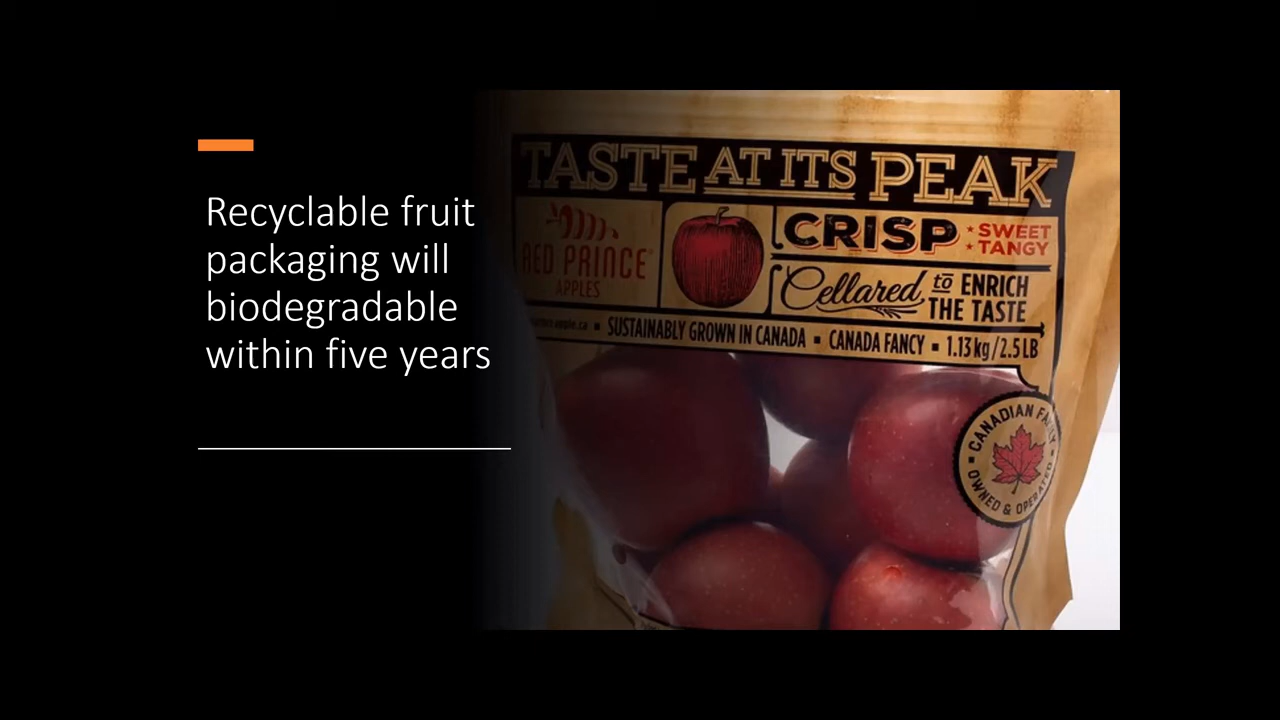 Recyclable fruit
packaging will
biodegradable
within five years
TASTE AT ITS PEAK
RED PRINCE
APPLES
CRISP
SWEET
TANGY
Cellared to ENRICH
THE TASTE
SUSTAINABLY GROWN IN CANADA ▪ CANADA FANCY ▪ 1.13 kg/2.5 LB
CANADIAN FAMILY
OWNED &